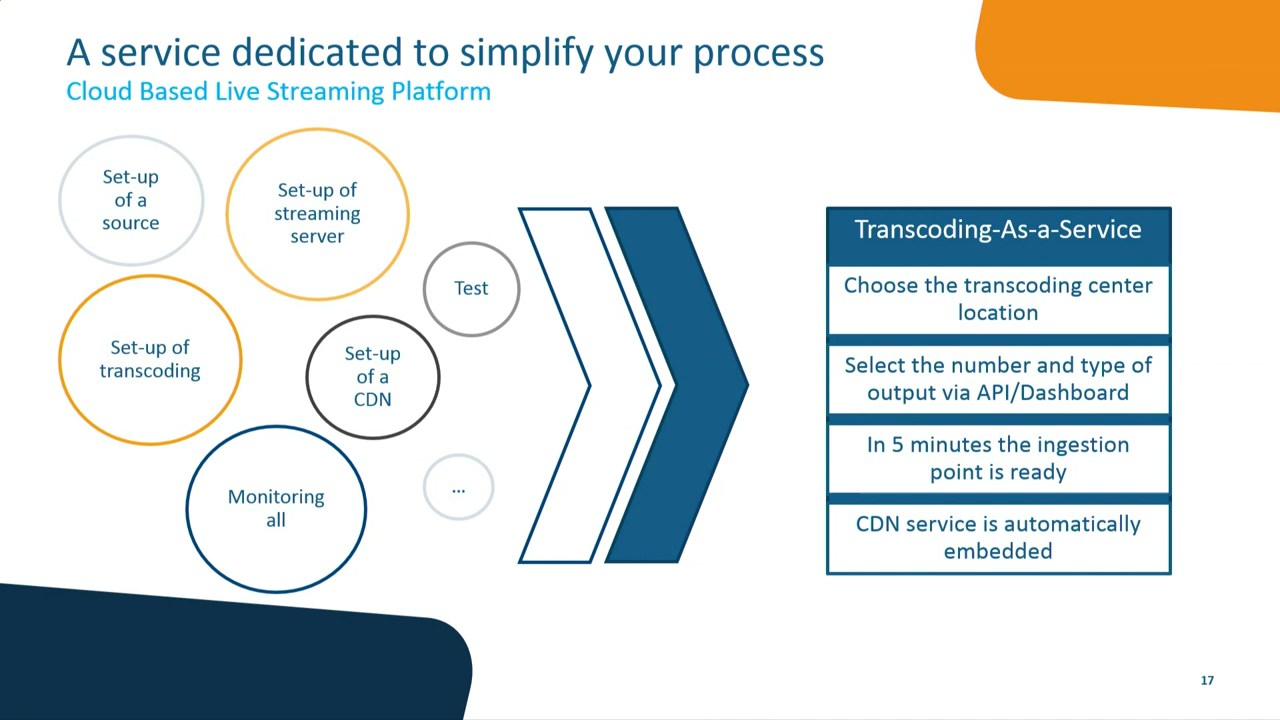 A service dedicated to simplify your process
Cloud Based Live Streaming Platform
Set-up
of a
source
Set-up of
streaming
server
Test
Set-up of
transcoding
Set-up
of a
CDN
Monitoring
all
...
Transcoding-As-a-Service
Choose the transcoding center
location
Select the number and type of
output via API/Dashboard
In 5 minutes the ingestion
point is ready
CDN service is automatically
embedded
17